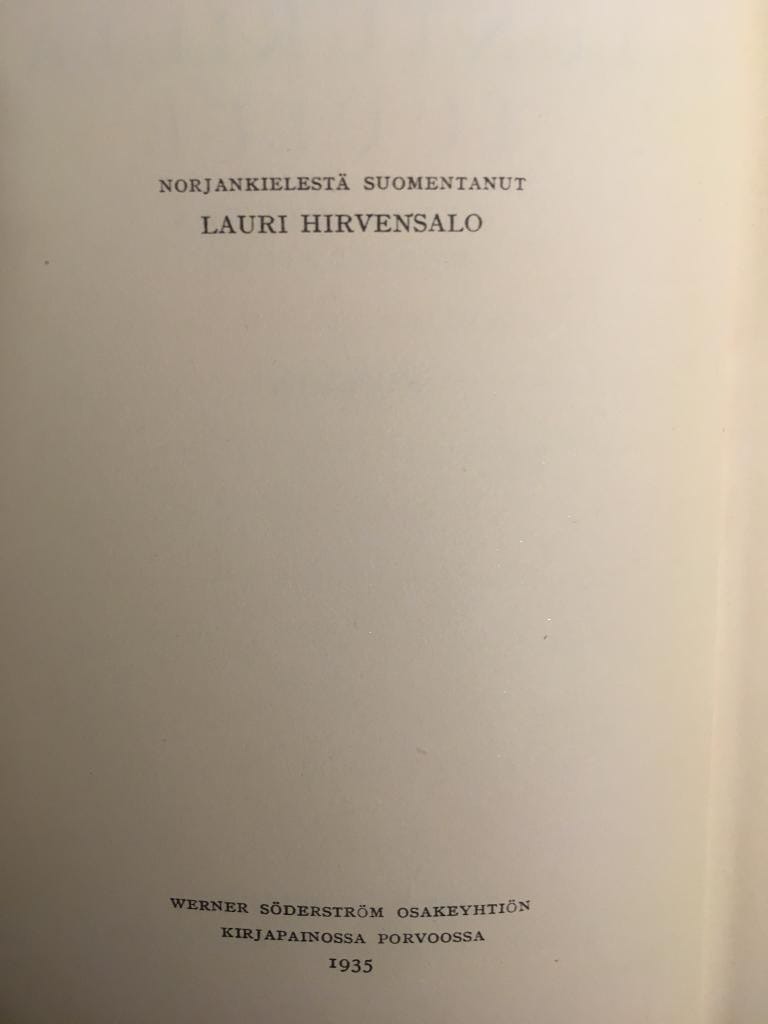 NORJANKIELESTÄ SUOMENTANUT
LAURI HIRVENSALO
WERNER SÖDERSTRÖM OSAKEYHTIÖN
KIRJAPAINOSSA PORVOOSSA
1935